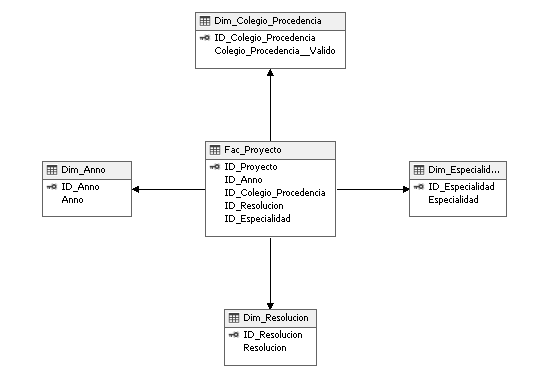 Dim_Colegio_Procedencia
ID_Colegio_Procedencia
Colegio_Procedencia__Valido
Fac_Proyecto
ID_Proyecto
ID_Anno
ID_Colegio_Procedencia
ID_Resolucion
ID_Especialidad
Dim_Anno
ID_Anno
Anno
Dim_Especialid...
ID_Especialidad
Especialidad
Dim_Resolucion
ID_Resolucion
Resolucion